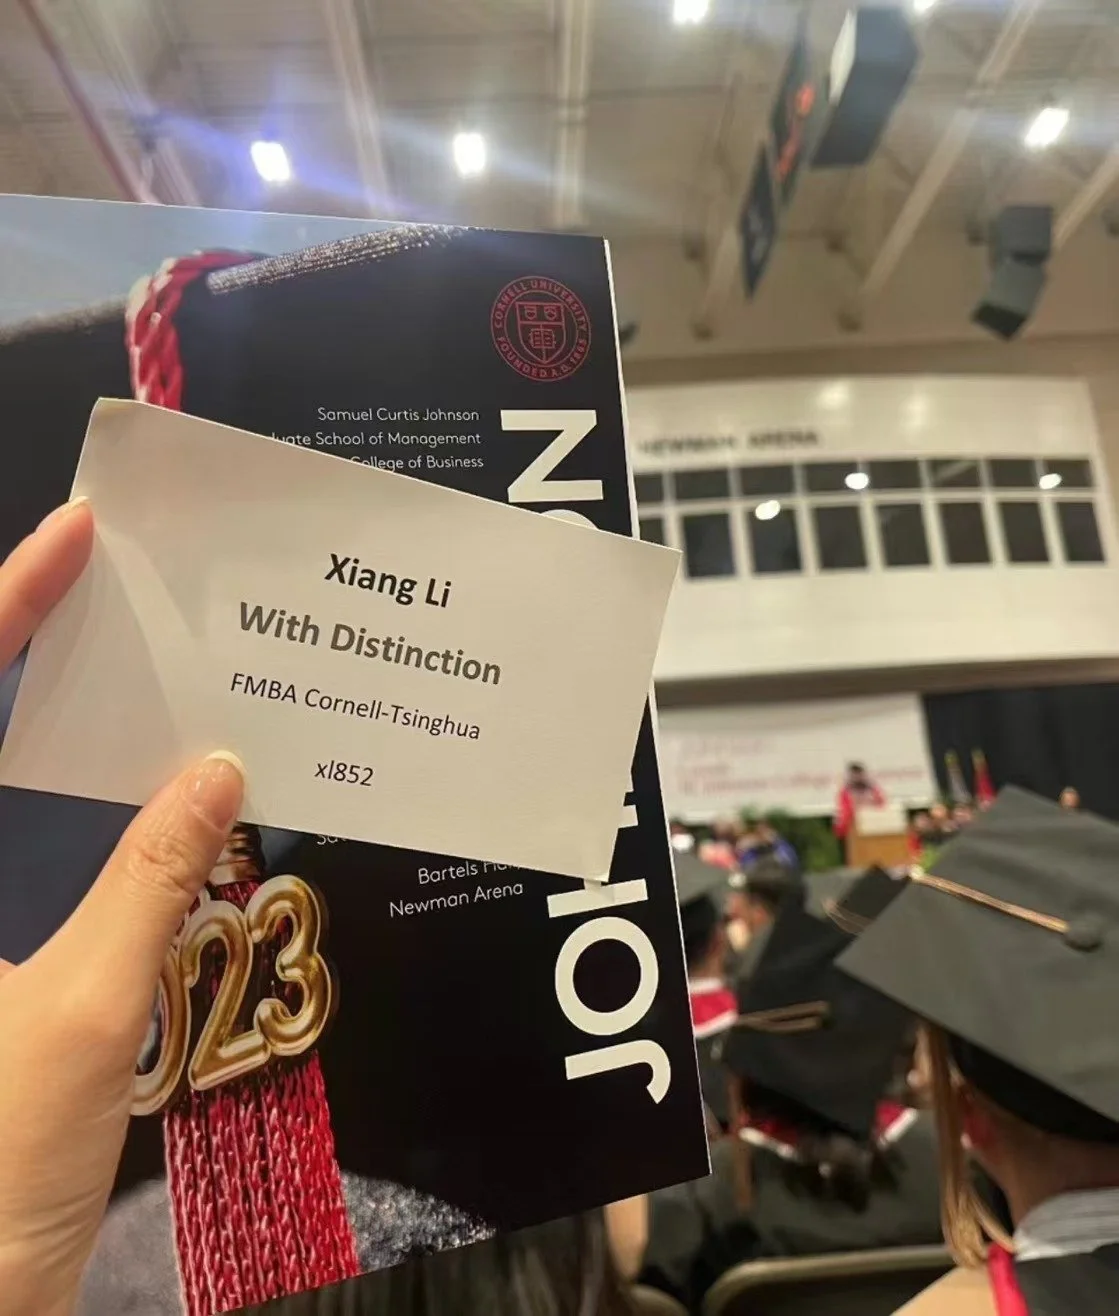 CORNELL UNIVERSITY
FOUNDED A.D. 1865
Samuel Curtis Johnson
uate School of Management
College of Business
JOH
N
Xiang Li
With Distinction
FMBA Cornell-Tsinghua
xl852
Bartels
Newman Arena
023
NEWMAN ARENA